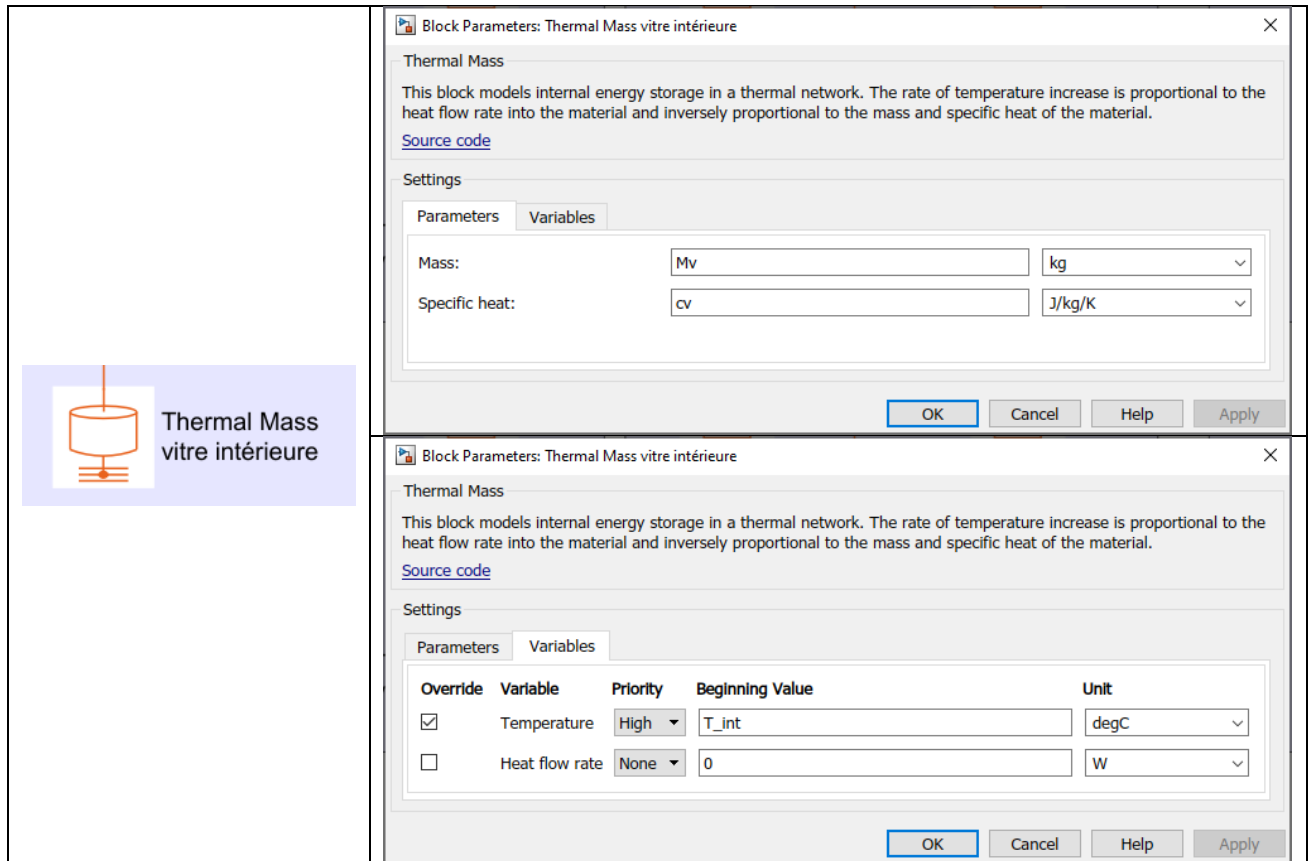 Thermal Mass
vitre intérieure
Block Parameters: Thermal Mass vitre intérieure
Thermal Mass
This block models internal energy storage in a thermal network. The rate of temperature increase is proportional to the
heat flow rate into the material and inversely proportional to the mass and specific heat of the material.
Source code
Settings
Parameters Variables
Mass: Mv kg
Specific heat: cv J/kg/K
OK Cancel Help Apply
Block Parameters: Thermal Mass vitre intérieure
Thermal Mass
This block models internal energy storage in a thermal network. The rate of temperature increase is proportional to the
heat flow rate into the material and inversely proportional to the mass and specific heat of the material.
Source code
Settings
Parameters Variables
Override Variable Priority Beginning Value Unit
Temperature High T_int degC
Heat flow rate None 0 W
OK Cancel Help Apply